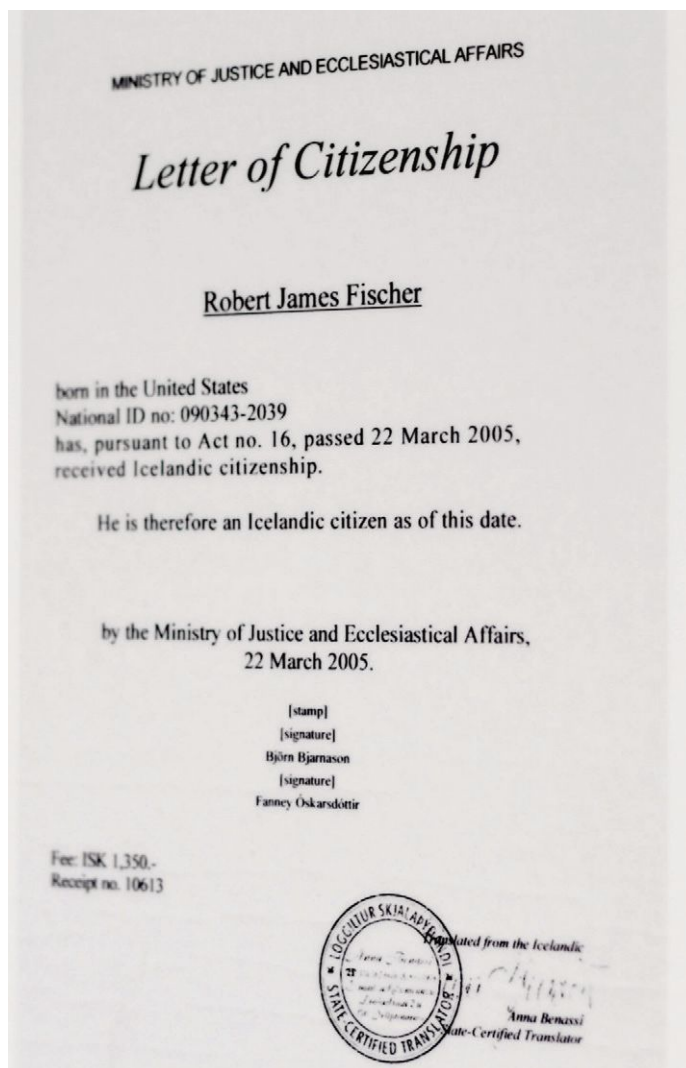 MINISTRY OF JUSTICE AND ECCLESIASTICAL AFFAIRS
Letter of Citizenship
Robert James Fischer
born in the United States
National ID no: 090343-2039
has, pursuant to Act no. 16, passed 22 March 2005,
received Icelandic citizenship.
He is therefore an Icelandic citizen as of this date.
by the Ministry of Justice and Ecclesiastical Affairs,
22 March 2005.
[stamp]
[signature]
Björn Bjarnason
[signature]
Fanney Óskarsdóttir
Fee: ISK 1,350.-
Receipt no. 10613
LÖGGILTUR SKJALAÞÝÐANDI
STATE-CERTIFIED TRANSLATOR
Translated from the Icelandic
Anna Benassi
State-Certified Translator